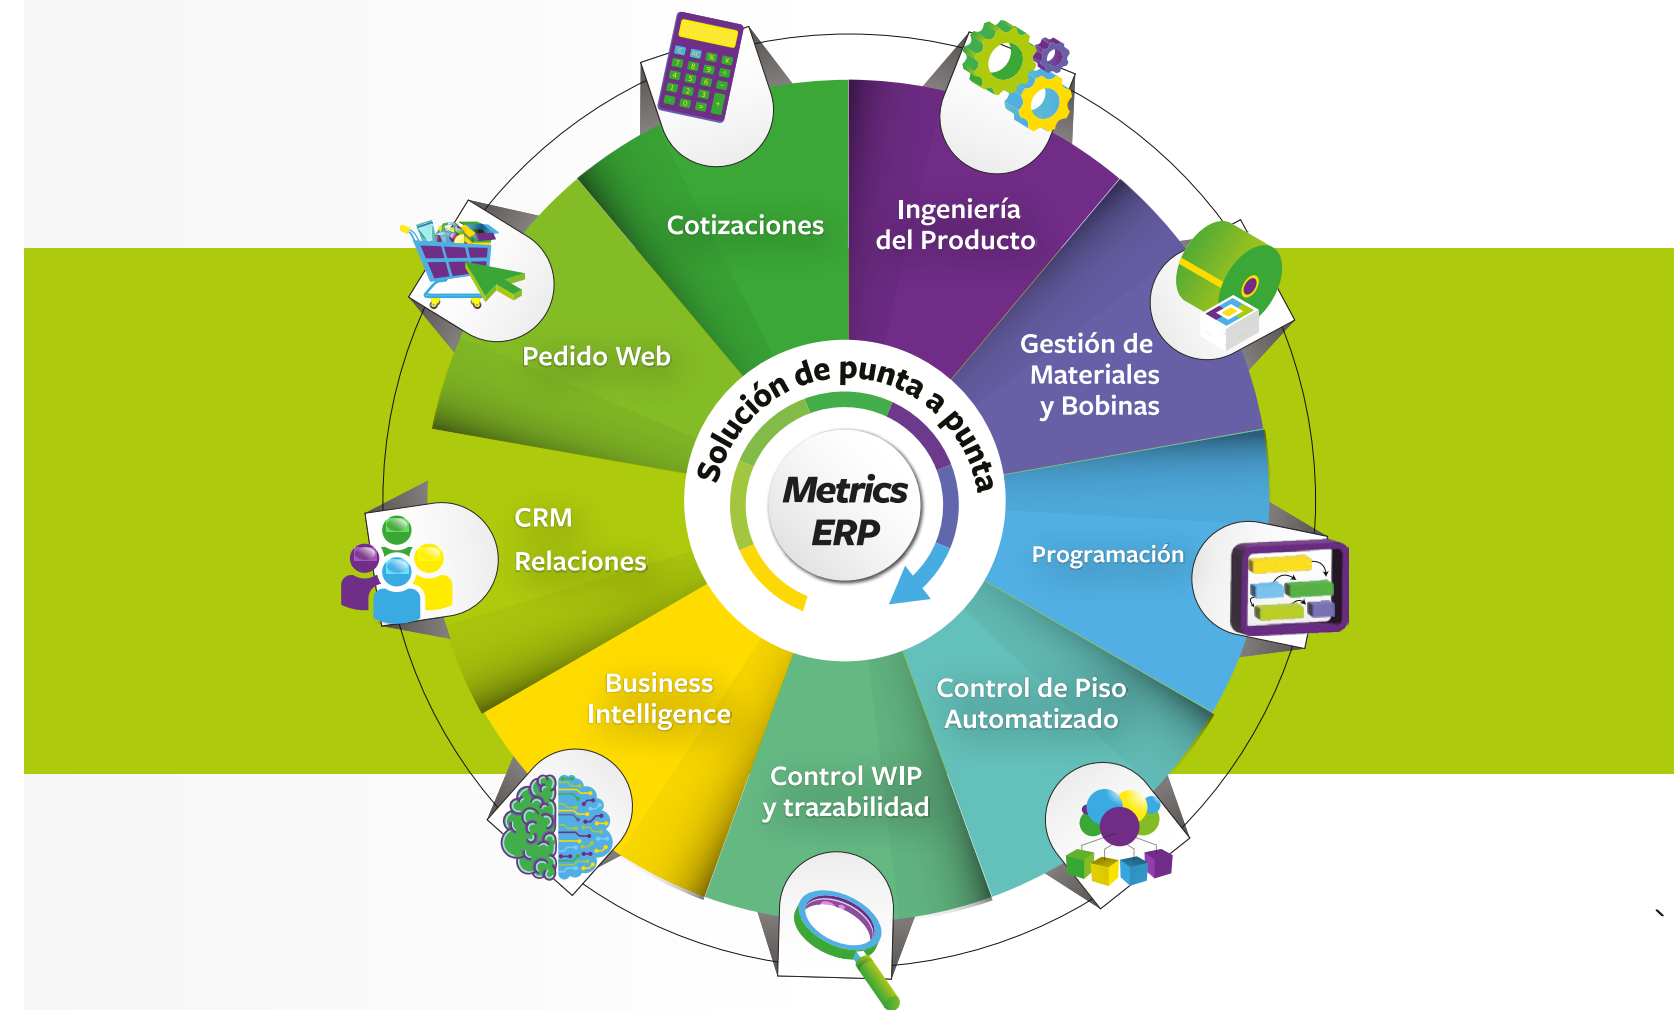 Solución de punta a punta
Metrics
ERP
Cotizaciones
Ingeniería
del Producto
Gestión de
Materiales
y Bobinas
Programación
Control de Piso
Automatizado
Control WIP
y trazabilidad
Business
Intelligence
CRM
Relaciones
Pedido Web
`